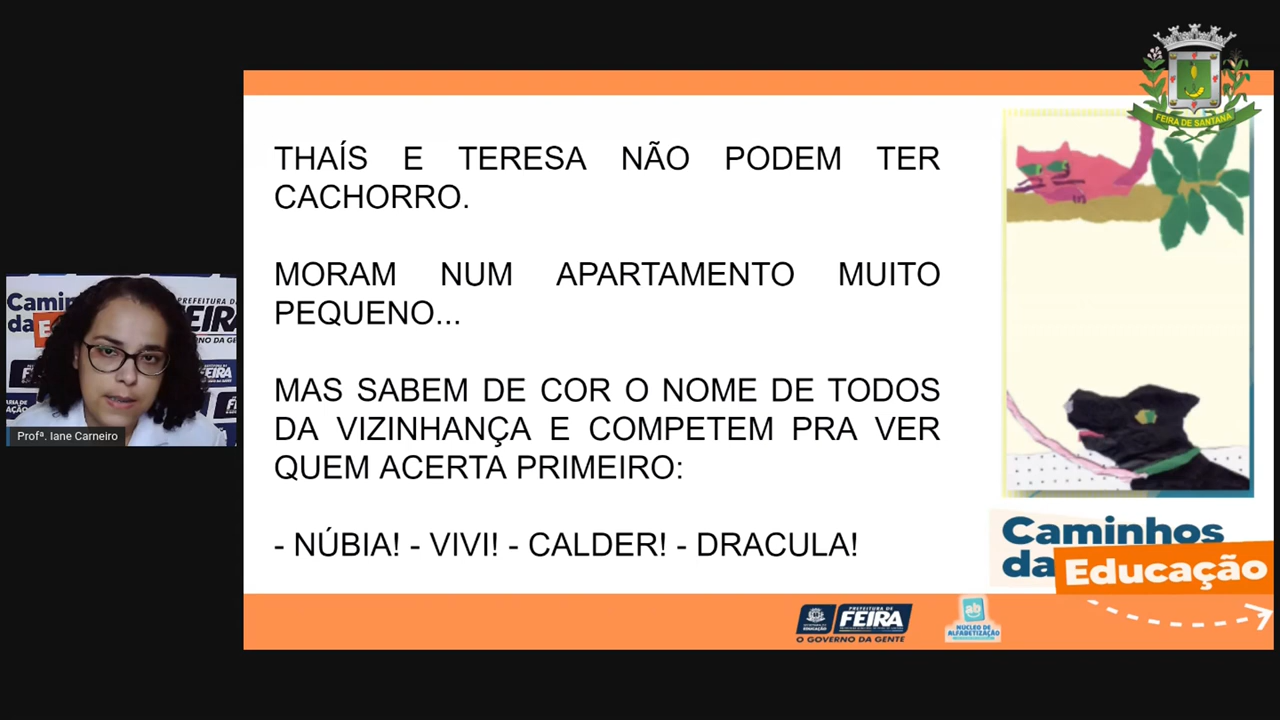 FEIRA DE SANTANA
THAÍS E TERESA NÃO PODEM TER
CACHORRO.
MORAM NUM APARTAMENTO MUITO
PEQUENO...
MAS SABEM DE COR O NOME DE TODOS
DA VIZINHANÇA E COMPETEM PRA VER
QUEM ACERTA PRIMEIRO:
- NÚBIA! - VIVI! - CALDER! - DRACULA!
Profª. Iane Carneiro
Caminhos
da Educação
PREFEITURA DE
FEIRA
EDUCAÇÃO
O GOVERNO DA GENTE
ab
NÚCLEO DE
ALFABETIZAÇÃO